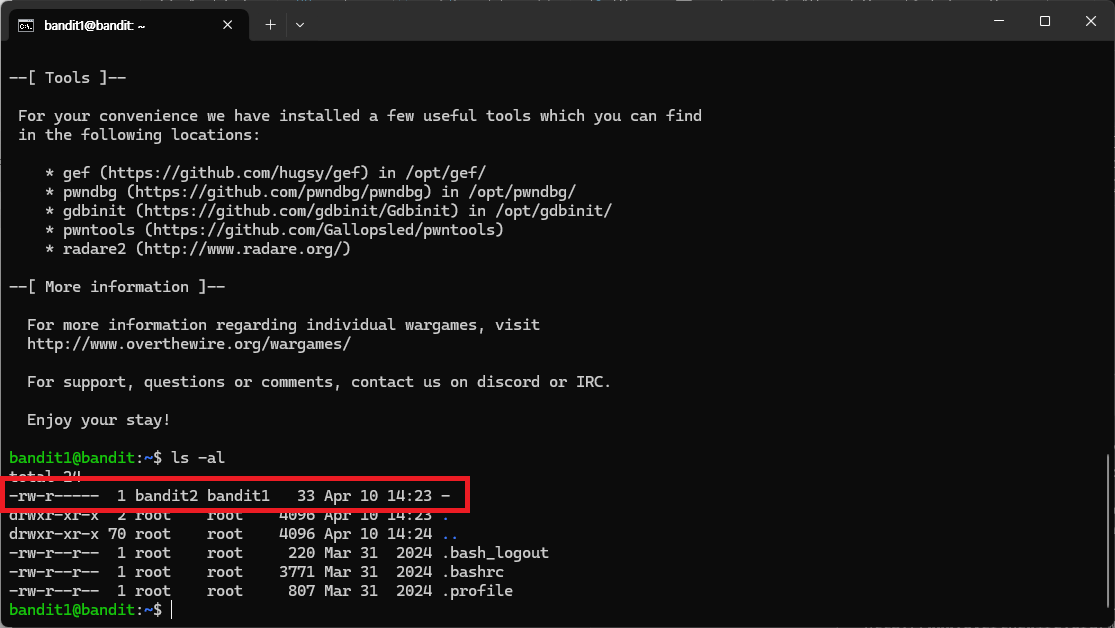 bandit1@bandit: ~
--[ Tools ]--
For your convenience we have installed a few useful tools which you can find
in the following locations:
* gef (https://github.com/hugsy/gef) in /opt/gef/
* pwndbg (https://github.com/pwndbg/pwndbg) in /opt/pwndbg/
* gdbinit (https://github.com/gdbinit/Gdbinit) in /opt/gdbinit/
* pwntools (https://github.com/Gallopsled/pwntools)
* radare2 (http://www.radare.org/)
--[ More information ]--
For more information regarding individual wargames, visit
http://www.overthewire.org/wargames/
For support, questions or comments, contact us on discord or IRC.
Enjoy your stay!
bandit1@bandit:~$ ls -al
total 24
-rw-r----- 1 bandit2 bandit1 33 Apr 10 14:23 -
drwxr-xr-x 2 root root 4096 Apr 10 14:23 .
drwxr-xr-x 70 root root 4096 Apr 10 14:24 ..
-rw-r--r-- 1 root root 220 Mar 31 2024 .bash_logout
-rw-r--r-- 1 root root 3771 Mar 31 2024 .bashrc
-rw-r--r-- 1 root root 807 Mar 31 2024 .profile
bandit1@bandit:~$